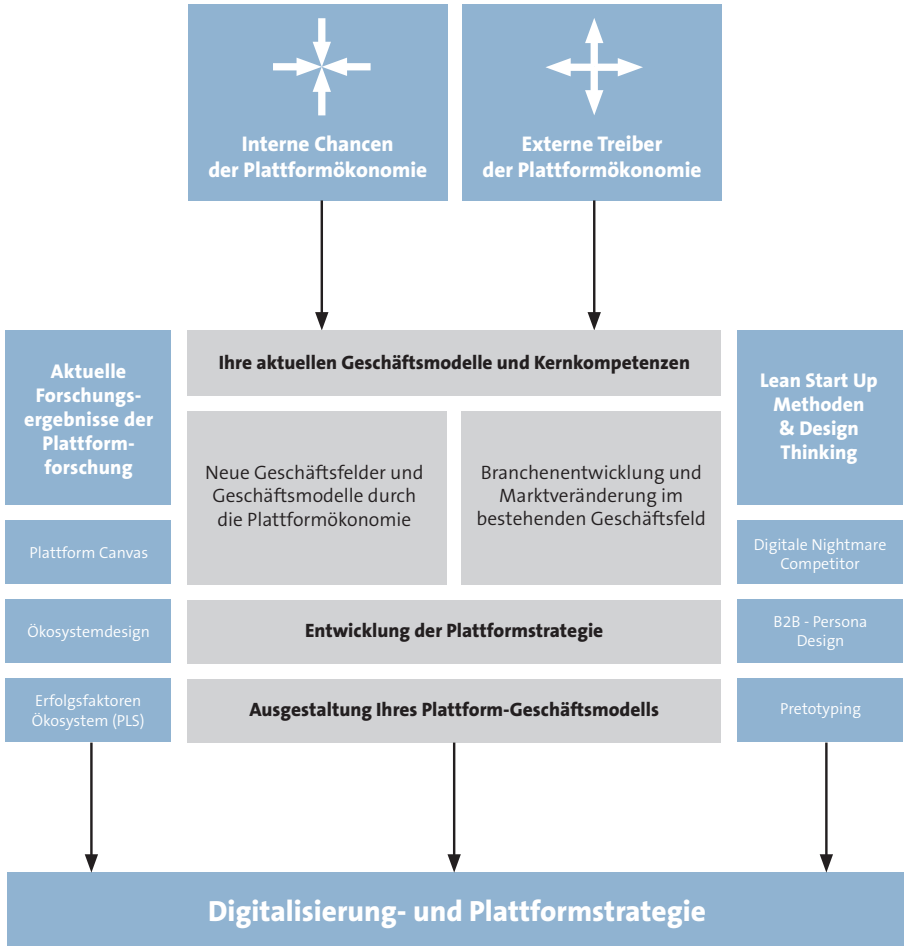 Interne Chancen
der Plattformökonomie
Externe Treiber
der Plattformökonomie
Aktuelle
Forschungs-
ergebnisse der
Plattform-
forschung
Plattform Canvas
Ökosystemdesign
Erfolgsfaktoren
Ökosystem (PLS)
Ihre aktuellen Geschäftsmodelle und Kernkompetenzen
Neue Geschäftsfelder und
Geschäftsmodelle durch
die Plattformökonomie
Branchenentwicklung und
Marktveränderung im
bestehenden Geschäftsfeld
Entwicklung der Plattformstrategie
Ausgestaltung Ihres Plattform-Geschäftsmodells
Lean Start Up
Methoden
& Design
Thinking
Digitale Nightmare
Competitor
B2B - Persona
Design
Pretotyping
Digitalisierung- und Plattformstrategie